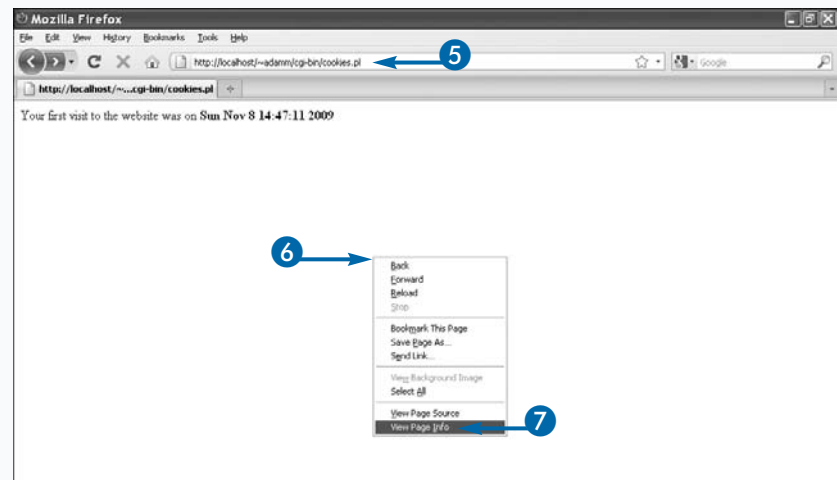 Mozilla Firefox
File Edit View History Bookmarks Tools Help
http://localhost/~adamm/cgi-bin/cookies.pl
5
Google
http://localhost/~...cgi-bin/cookies.pl
Your first visit to the website was on Sun Nov 8 14:47:11 2009
6
Back
Forward
Reload
Stop
Bookmark This Page
Save Page As...
Send Link...
View Background Image
Select All
View Page Source
View Page Info
7